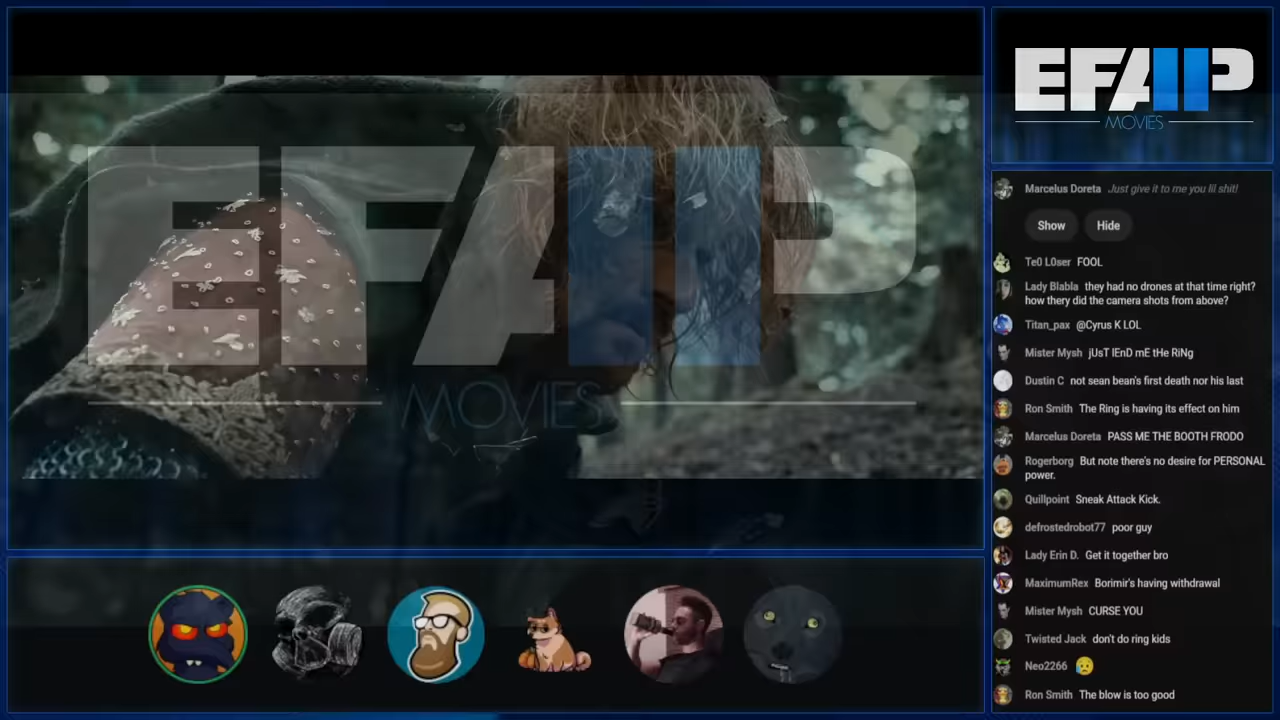 EFAP
MOVIES
EFAP
MOVIES
Marcelus Doreta Just give it to me you lil shit!
Show Hide
Te0 L0ser FOOL
Lady Blabla they had no drones at that time right?
how thery did the camera shots from above?
Titan_pax @Cyrus K LOL
Mister Mysh jUsT lEnD mE tHe RiNg
Dustin C not sean bean's first death nor his last
Ron Smith The Ring is having its effect on him
Marcelus Doreta PASS ME THE BOOTH FRODO
Rogerborg But note there's no desire for PERSONAL
power.
Quillpoint Sneak Attack Kick.
defrostedrobot77 poor guy
Lady Erin D. Get it together bro
MaximumRex Borimir's having withdrawal
Mister Mysh CURSE YOU
Twisted Jack don't do ring kids
Neo2266 😥
Ron Smith The blow is too good